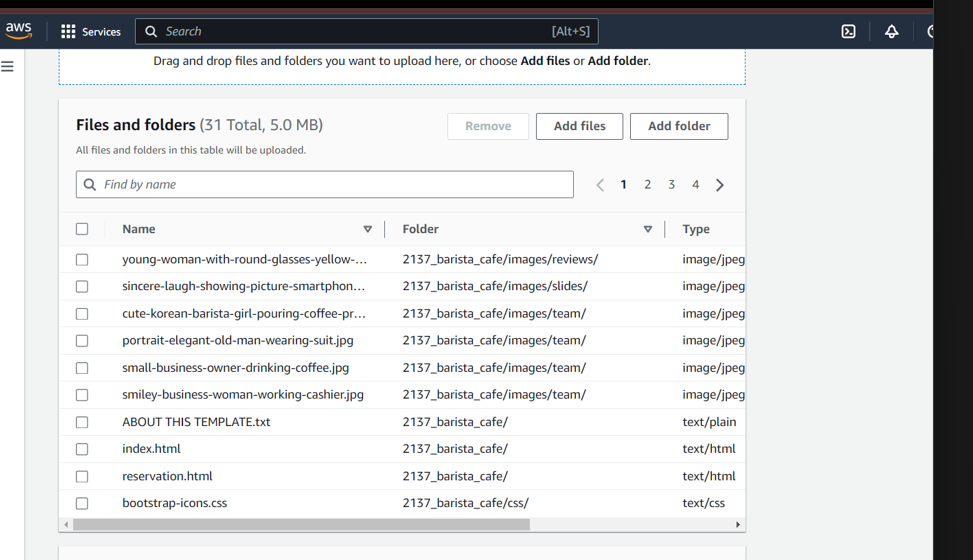 aws Services Search [Alt+S]
Drag and drop files and folders you want to upload here, or choose Add files or Add folder.
Files and folders (31 Total, 5.0 MB) Remove Add files Add folder
All files and folders in this table will be uploaded.
Find by name 1 2 3 4
Name Folder Type
young-woman-with-round-glasses-yellow-... 2137_barista_cafe/images/reviews/ image/jpeg
sincere-laugh-showing-picture-smartphon... 2137_barista_cafe/images/slides/ image/jpeg
cute-korean-barista-girl-pouring-coffee-pr... 2137_barista_cafe/images/team/ image/jpeg
portrait-elegant-old-man-wearing-suit.jpg 2137_barista_cafe/images/team/ image/jpeg
small-business-owner-drinking-coffee.jpg 2137_barista_cafe/images/team/ image/jpeg
smiley-business-woman-working-cashier.jpg 2137_barista_cafe/images/team/ image/jpeg
ABOUT THIS TEMPLATE.txt 2137_barista_cafe/ text/plain
index.html 2137_barista_cafe/ text/html
reservation.html 2137_barista_cafe/ text/html
bootstrap-icons.css 2137_barista_cafe/css/ text/css